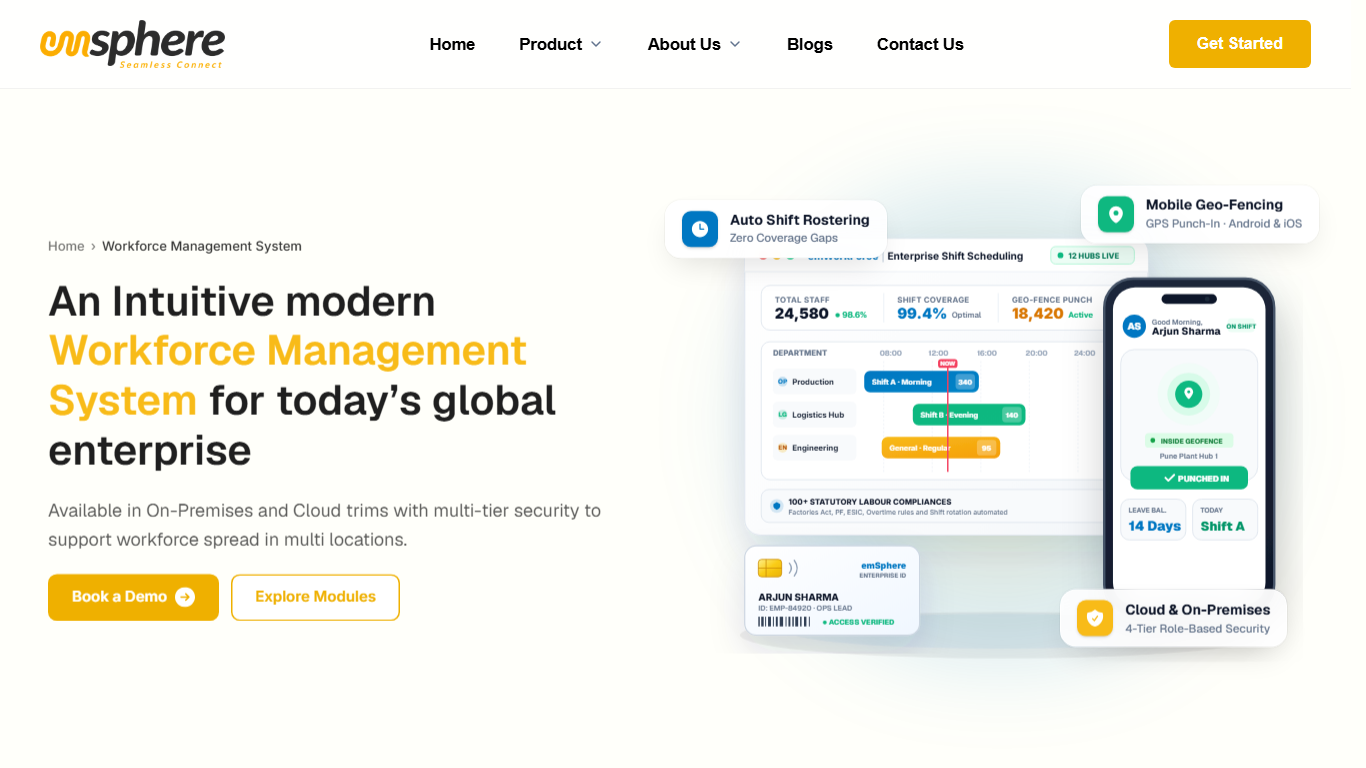 emsphere
Seamless Connect
Home
Product
About Us
Blogs
Contact Us
Get Started
Home › Workforce Management System
An Intuitive modern
Workforce Management
System for today’s global
enterprise
Available in On-Premises and Cloud trims with multi-tier security to
support workforce spread in multi locations.
Book a Demo
Explore Modules
Auto Shift Rostering
Zero Coverage Gaps
Mobile Geo-Fencing
GPS Punch-In · Android & iOS
Enterprise Shift Scheduling
12 HUBS LIVE
TOTAL STAFF
24,580 98.6%
SHIFT COVERAGE
99.4% Optimal
GEO-FENCE PUNCH
18,420 Active
DEPARTMENT 08:00 12:00 16:00 20:00 24:00
NOW
OP Production Shift A · Morning 340
LG Logistics Hub Shift B · Evening 140
EN Engineering General · Regular 95
100+ STATUTORY LABOUR COMPLIANCES
Factories Act, PF, ESIC, Overtime rules and Shift rotation automated
AS
Good Morning,
Arjun Sharma
ON SHIFT
INSIDE GEOFENCE
Pune Plant Hub 1
PUNCHED IN
LEAVE BAL.
14 Days
TODAY
Shift A
emSphere
ENTERPRISE ID
ARJUN SHARMA
ID: EMP-84920 · OPS LEAD
ACCESS VERIFIED
Cloud & On-Premises
4-Tier Role-Based Security